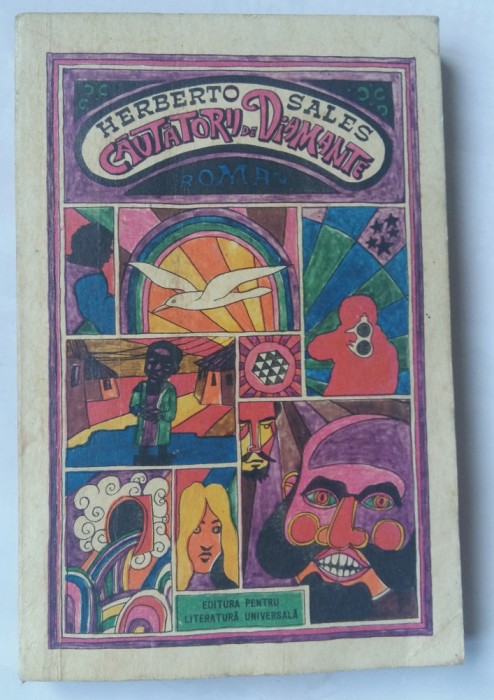 HERBERTO SALES
CĂUTĂTORII DE DIAMANTE
ROMAN
EDITURA PENTRU
LITERATURĂ UNIVERSALĂ